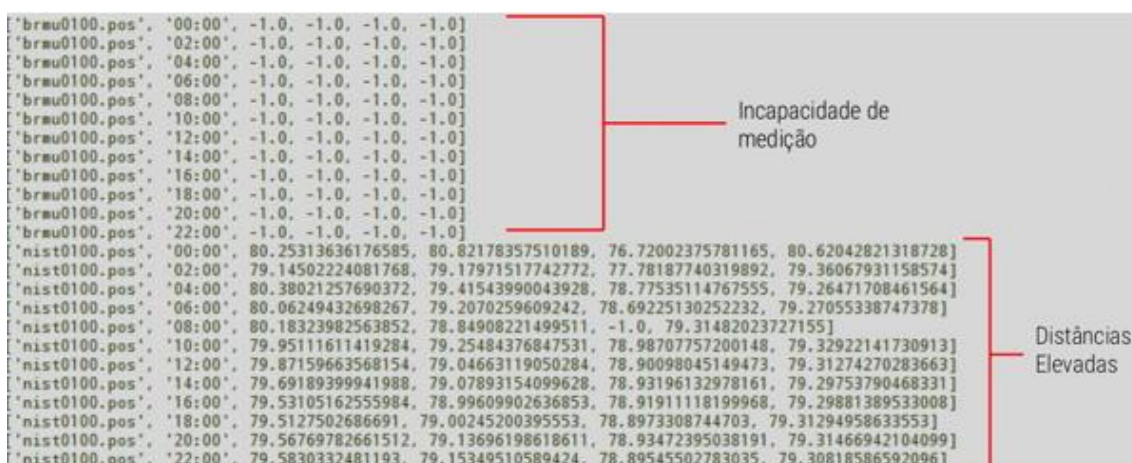 ['brmu0100.pos', '00:00', -1.0, -1.0, -1.0, -1.0]
['brmu0100.pos', '02:00', -1.0, -1.0, -1.0, -1.0]
['brmu0100.pos', '04:00', -1.0, -1.0, -1.0, -1.0]
['brmu0100.pos', '06:00', -1.0, -1.0, -1.0, -1.0]
['brmu0100.pos', '08:00', -1.0, -1.0, -1.0, -1.0]
['brmu0100.pos', '10:00', -1.0, -1.0, -1.0, -1.0]
['brmu0100.pos', '12:00', -1.0, -1.0, -1.0, -1.0]
['brmu0100.pos', '14:00', -1.0, -1.0, -1.0, -1.0]
['brmu0100.pos', '16:00', -1.0, -1.0, -1.0, -1.0]
['brmu0100.pos', '18:00', -1.0, -1.0, -1.0, -1.0]
['brmu0100.pos', '20:00', -1.0, -1.0, -1.0, -1.0]
['brmu0100.pos', '22:00', -1.0, -1.0, -1.0, -1.0]
Incapacidade de
medição
['nist0100.pos', '00:00', 80.25313636176585, 80.82178357510189, 76.72002375781165, 80.62042821318728]
['nist0100.pos', '02:00', 79.14502224081768, 79.17971517742772, 77.78187740319892, 79.36067931158574]
['nist0100.pos', '04:00', 80.38021257690372, 79.41543990043928, 78.77535114767555, 79.26471708461564]
['nist0100.pos', '06:00', 80.06249432698267, 79.2070259609242, 78.69225130252232, 79.27055338747378]
['nist0100.pos', '08:00', 80.18323982563852, 78.84908221499511, -1.0, 79.31482023727155]
['nist0100.pos', '10:00', 79.95111611419284, 79.25484376847531, 78.98707757200148, 79.32922141730913]
['nist0100.pos', '12:00', 79.87159663568154, 79.04663119050284, 78.90098045149473, 79.31274270283663]
['nist0100.pos', '14:00', 79.69189399941988, 79.07893154099628, 78.93196132978161, 79.29753790468331]
['nist0100.pos', '16:00', 79.53105162555984, 78.99609902636853, 78.91911118199968, 79.29881389533008]
['nist0100.pos', '18:00', 79.5127502686691, 79.00245200395553, 78.8973308744703, 79.31294958633553]
['nist0100.pos', '20:00', 79.56769782661512, 79.13696198618611, 78.93472395038191, 79.31466942104099]
['nist0100.pos', '22:00', 79.5830332481193, 79.15349510589424, 78.89545502783035, 79.308185865920961]
Distâncias
Elevadas